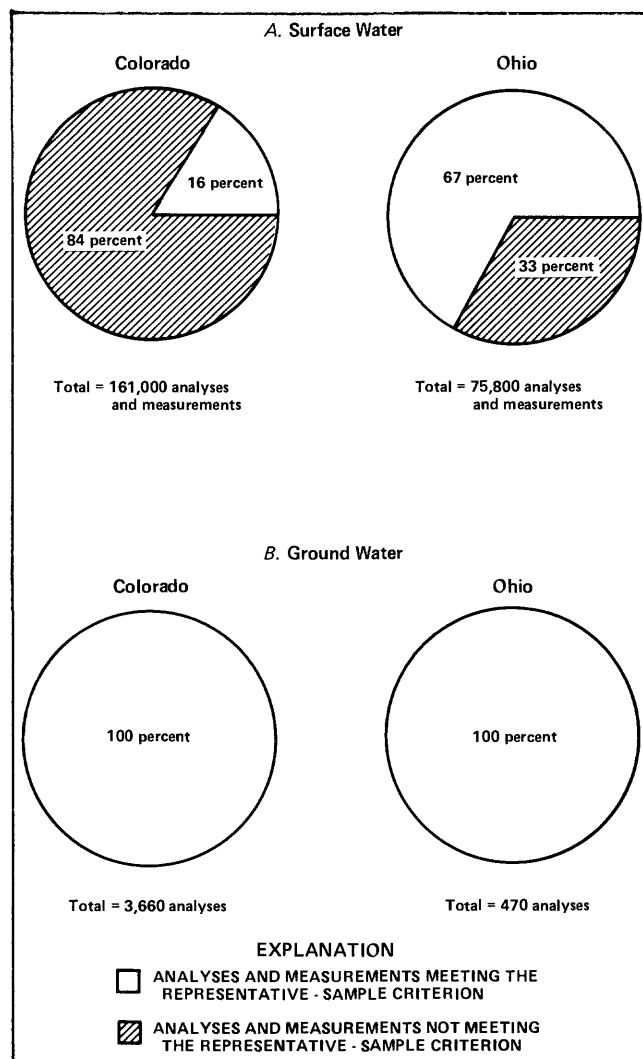 A. Surface Water
Colorado
Ohio
16 percent
84 percent
67 percent
33 percent
Total = 161,000 analyses
and measurements
Total = 75,800 analyses
and measurements
B. Ground Water
Colorado
Ohio
100 percent
100 percent
Total = 3,660 analyses
Total = 470 analyses
EXPLANATION
ANALYSES AND MEASUREMENTS MEETING THE
REPRESENTATIVE - SAMPLE CRITERION
ANALYSES AND MEASUREMENTS NOT MEETING
THE REPRESENTATIVE - SAMPLE CRITERION